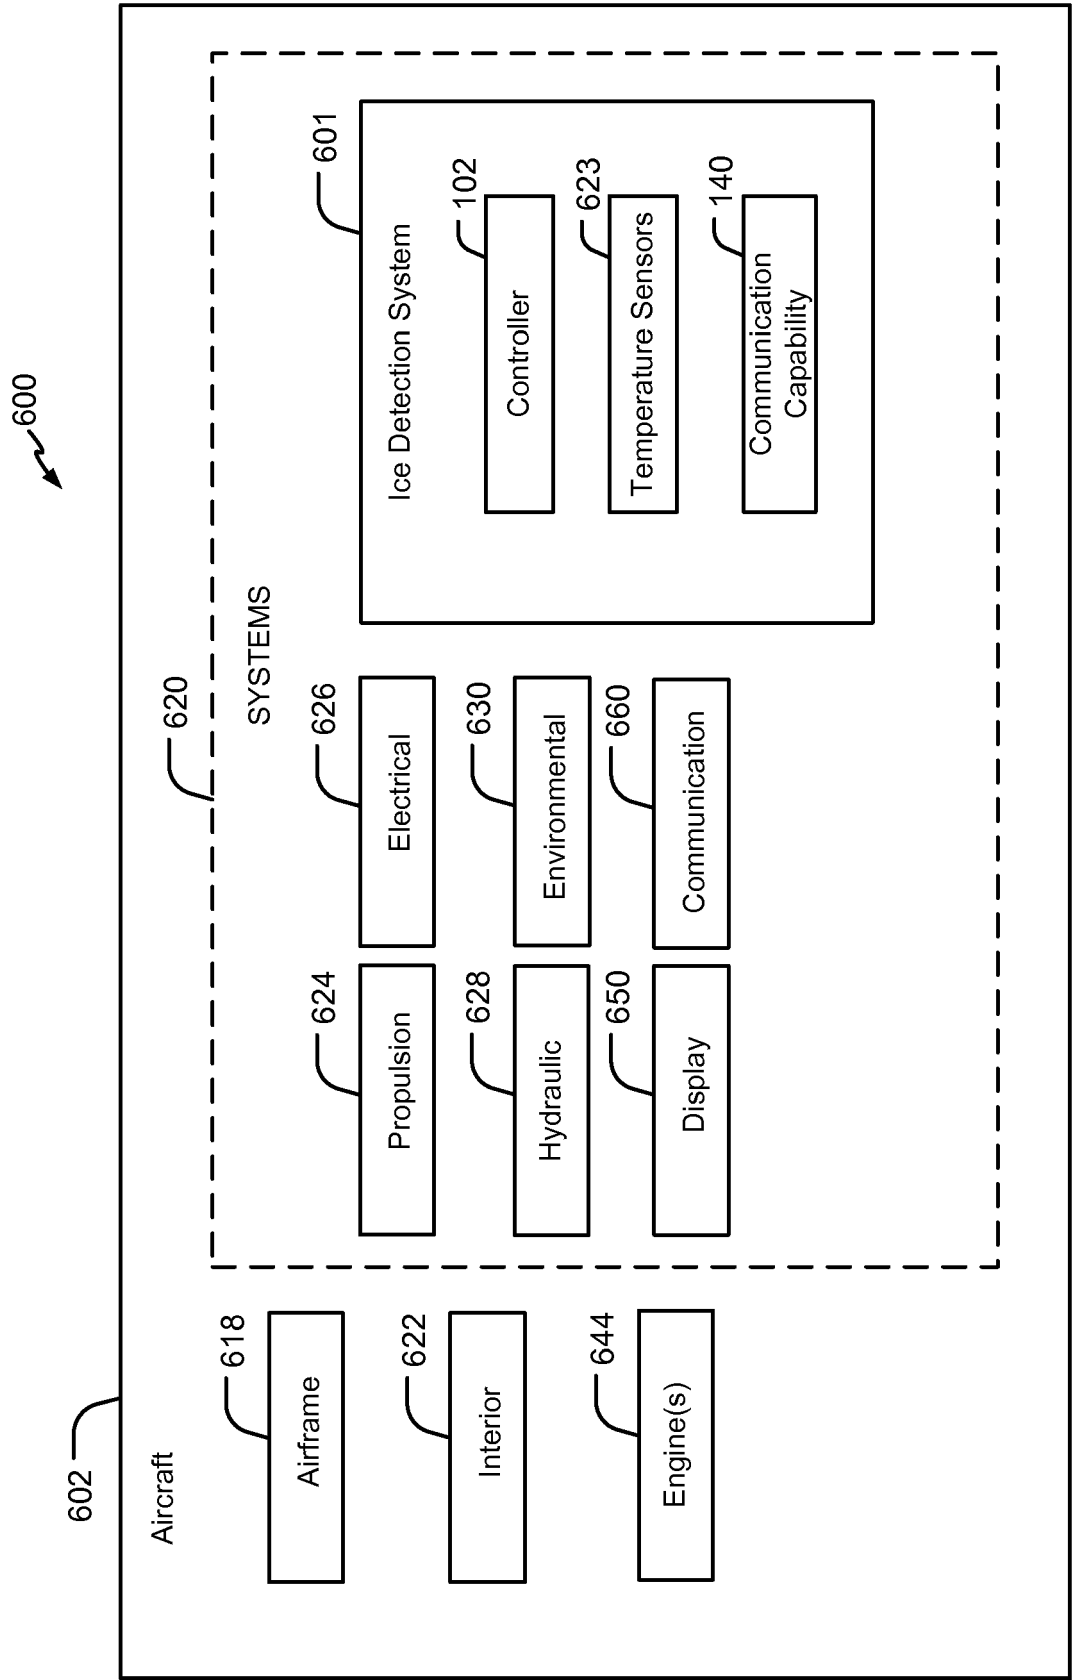 600
602
Aircraft
620
SYSTEMS
618
Airframe
622
Interior
644
Engine(s)
624
Propulsion
626
Electrical
628
Hydraulic
630
Environmental
650
Display
660
Communication
601
Ice Detection System
102
Controller
623
Temperature Sensors
140
Communication
Capability